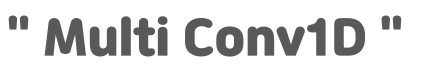 " Multi Conv1D "